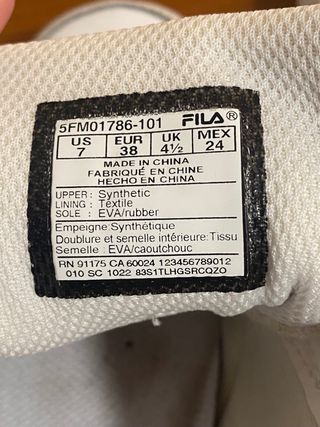 5FM01786-101 FILA®
US EUR UK MEX
7 38 4½ 24
MADE IN CHINA
FABRIQUÉ EN CHINE
HECHO EN CHINA
UPPER : Synthetic
LINING : Textile
SOLE : EVA/rubber
Empeigne:Synthétique
Doublure et semelle intérieure:Tissu
Semelle : EVA/caoutchouc
RN 91175 CA 60024 123456789012
010 SC 1022 83S1TLHGSRCQZO